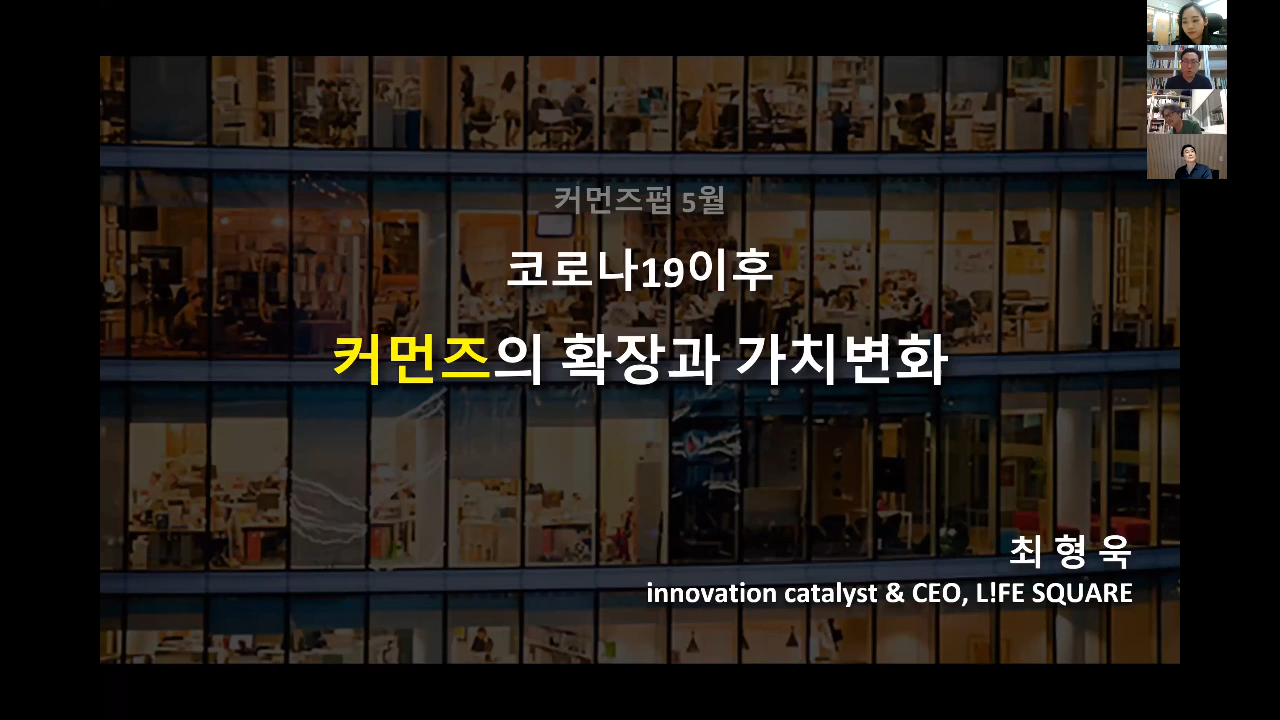 커먼즈펍 5월
코로나19이후
커먼즈의 확장과 가치변화
최 형 욱
innovation catalyst & CEO, L!FE SQUARE